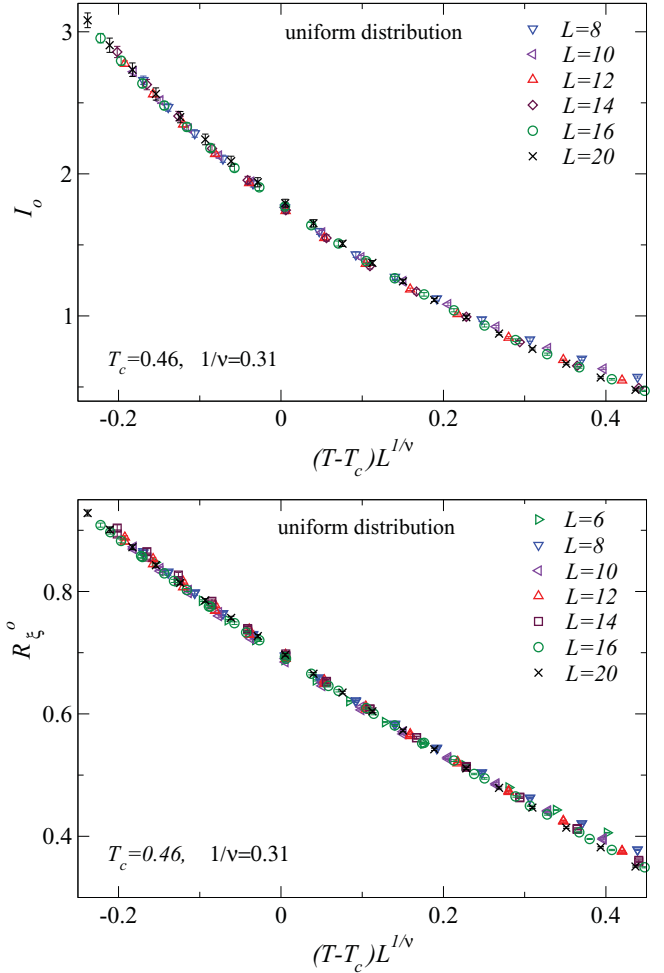 3
2
1
I_o
uniform distribution
L=8
L=10
L=12
L=14
L=16
L=20
T_c=0.46, 1/ν=0.31
-0.2 0 0.2 0.4
(T-T_c)L^{1/ν}
0.8
0.6
0.4
R_ξ^o
uniform distribution
L=6
L=8
L=10
L=12
L=14
L=16
L=20
T_c=0.46, 1/ν=0.31
-0.2 0 0.2 0.4
(T-T_c)L^{1/ν}